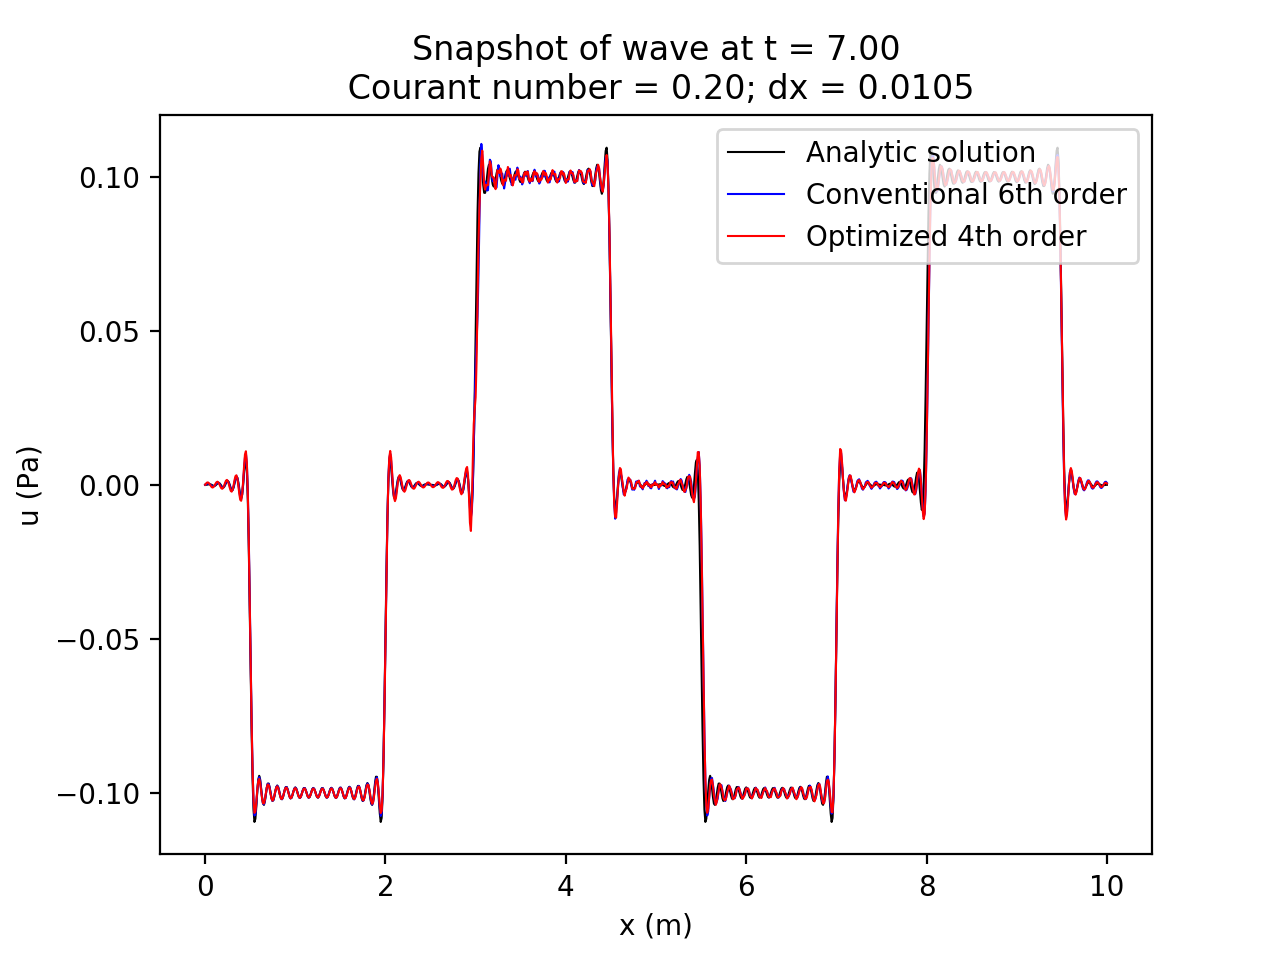 Snapshot of wave at t = 7.00
Courant number = 0.20; dx = 0.0105
Analytic solution
Conventional 6th order
Optimized 4th order
0.10
0.05
0.00
−0.05
−0.10
u (Pa)
0 2 4 6 8 10
x (m)